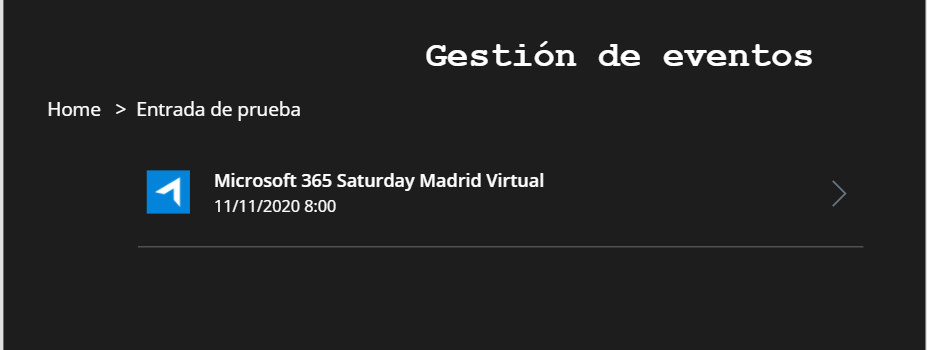 Gestión de eventos
Home > Entrada de prueba
Microsoft 365 Saturday Madrid Virtual
11/11/2020 8:00